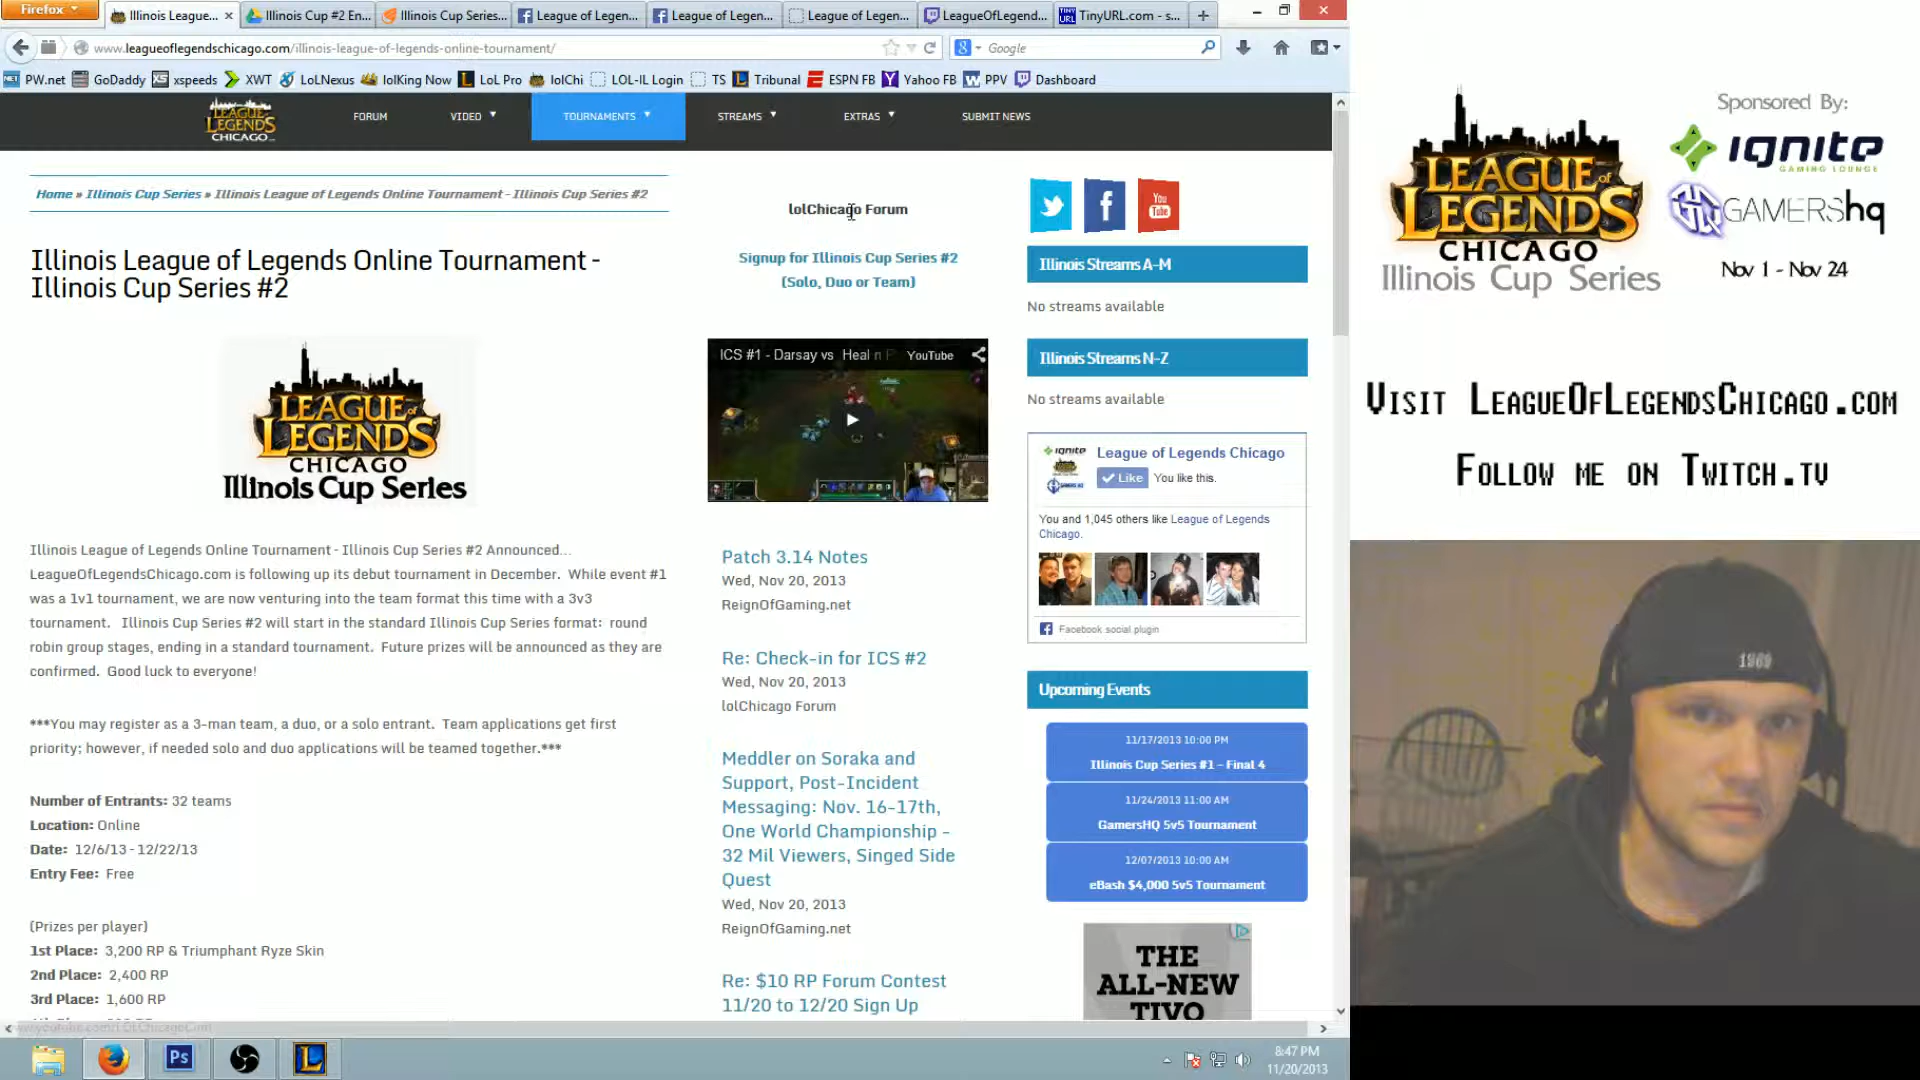 Firefox
Illinois League...
Illinois Cup #2 En...
Illinois Cup Series...
League of Legen...
League of Legen...
League of Legen...
LeagueOfLegend...
TinyURL.com - s...
www.leagueoflegendschicago.com/illinois-league-of-legends-online-tournament/
Google
PW.net
GoDaddy
xspeeds
XWT
LoLNexus
lolKing Now
LoL Pro
lolChi
LOL-IL Login
TS
Tribunal
ESPN FB
Yahoo FB
PPV
Dashboard
LEAGUE of LEGENDS CHICAGO
FORUM
VIDEO
TOURNAMENTS
STREAMS
EXTRAS
SUBMIT NEWS
Home » Illinois Cup Series » Illinois League of Legends Online Tournament - Illinois Cup Series #2
Illinois League of Legends Online Tournament -
Illinois Cup Series #2
LEAGUE of
LEGENDS
CHICAGO
Illinois Cup Series
Illinois League of Legends Online Tournament - Illinois Cup Series #2 Announced...
LeagueOfLegendsChicago.com is following up its debut tournament in December. While event #1
was a 1v1 tournament, we are now venturing into the team format this time with a 3v3
tournament. Illinois Cup Series #2 will start in the standard Illinois Cup Series format: round
robin group stages, ending in a standard tournament. Future prizes will be announced as they are
confirmed. Good luck to everyone!
***You may register as a 3-man team, a duo, or a solo entrant. Team applications get first
priority; however, if needed solo and duo applications will be teamed together.***
Number of Entrants: 32 teams
Location: Online
Date: 12/6/13 - 12/22/13
Entry Fee: Free
(Prizes per player)
1st Place: 3,200 RP & Triumphant Ryze Skin
2nd Place: 2,400 RP
3rd Place: 1,600 RP
lolChicago Forum
Signup for Illinois Cup Series #2
(Solo, Duo or Team)
ICS #1 - Darsay vs Heal n
YouTube
Patch 3.14 Notes
Wed, Nov 20, 2013
ReignOfGaming.net
Re: Check-in for ICS #2
Wed, Nov 20, 2013
lolChicago Forum
Meddler on Soraka and
Support, Post-Incident
Messaging: Nov. 16-17th,
One World Championship -
32 Mil Viewers, Singed Side
Quest
Wed, Nov 20, 2013
ReignOfGaming.net
Re: $10 RP Forum Contest
11/20 to 12/20 Sign Up
You Tube
Illinois Streams A-M
No streams available
Illinois Streams N-Z
No streams available
ignite
League of Legends Chicago
Like
You like this.
You and 1,045 others like League of Legends
Chicago.
Facebook social plugin
Upcoming Events
11/17/2013 10:00 PM
Illinois Cup Series #1 - Final 4
11/24/2013 11:00 AM
GamersHQ 5v5 Tournament
12/07/2013 10:00 AM
eBash $4,000 5v5 Tournament
THE
ALL-NEW
TIVO
Ps
8:47 PM
11/20/2013
LEAGUE of
LEGENDS
CHICAGO
Illinois Cup Series
Sponsored By:
ignite
GAMING LOUNGE
GAMERS hq
Nov 1 - Nov 24
Visit LeagueOfLegendsChicago.com
Follow me on Twitch.tv